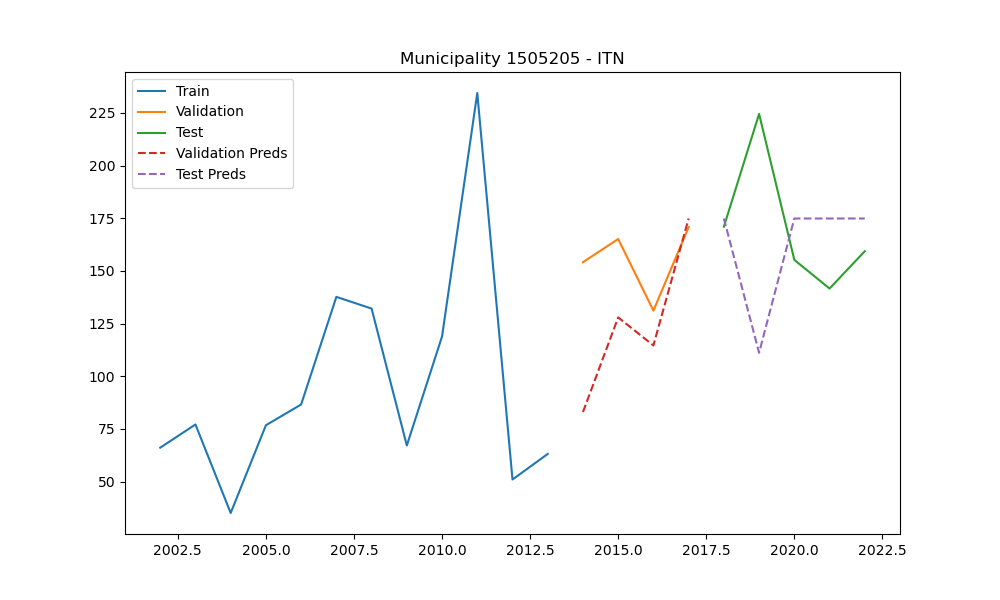 Municipality 1505205 - ITN
Train
Validation
Test
Validation Preds
Test Preds
225
200
175
150
125
100
75
50
2002.5 2005.0 2007.5 2010.0 2012.5 2015.0 2017.5 2020.0 2022.5